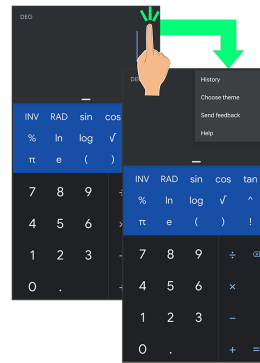 DEG
INV RAD sin cos
% ln log √
π e ( )
7 8 9 ÷
4 5 6
1 2 3 –
0 . +
DE
History
Choose theme
Send feedback
Help
INV RAD sin cos tan
% ln log √ ^
π e ( ) !
7 8 9 ÷
4 5 6 ×
1 2 3 –
0 . + =